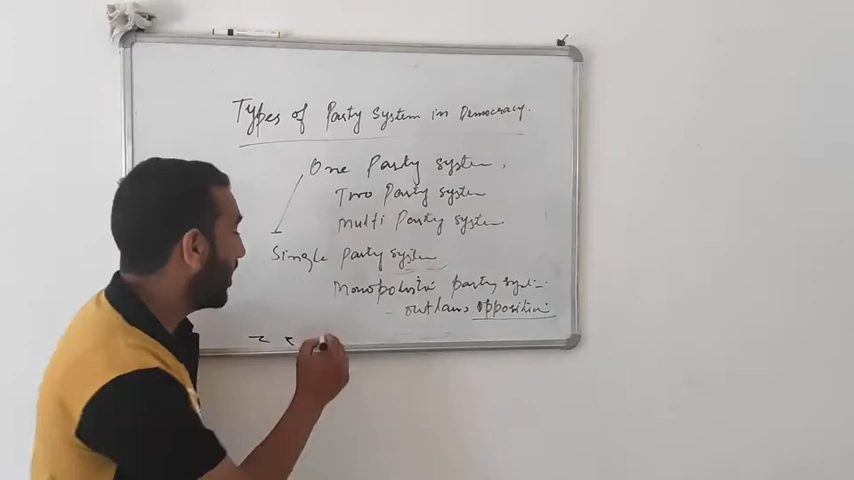 Types of Party System in Democracy.
One Party System,
Two Party System
Multi Party System
Single Party System
Monopolistic party System
- outlaws opposition